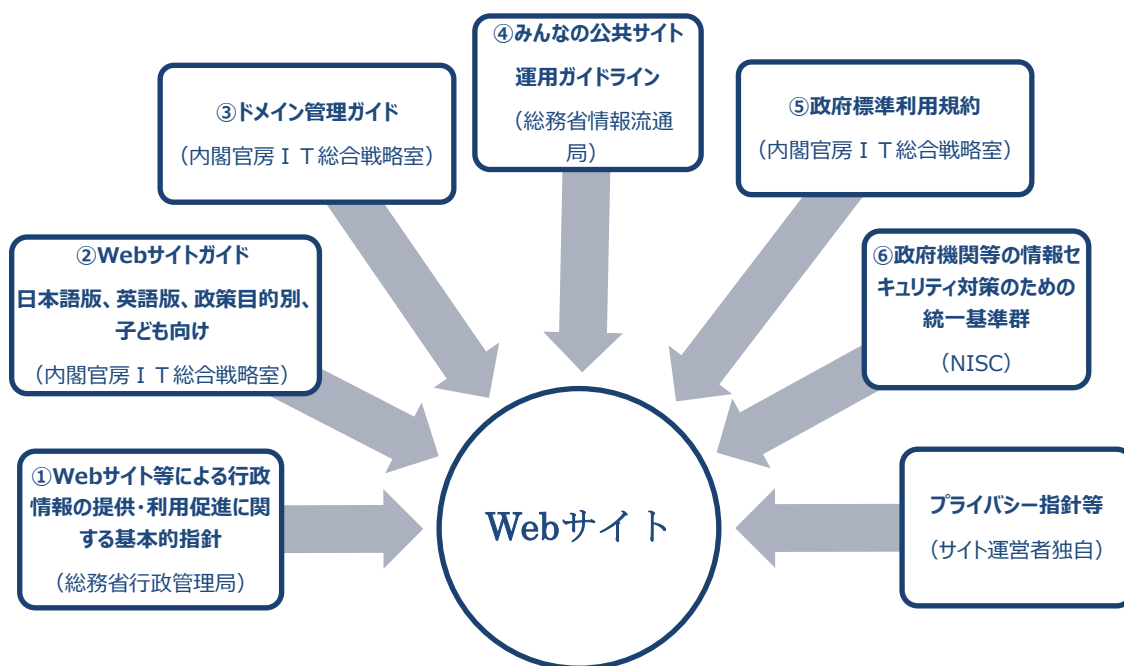 ④みんなの公共サイト
運用ガイドライン
（総務省情報流通
局）
③ドメイン管理ガイド
（内閣官房ＩＴ総合戦略室）
⑤政府標準利用規約
（内閣官房ＩＴ総合戦略室）
②Webサイトガイド
日本語版、英語版、政策目的別、
子ども向け
（内閣官房ＩＴ総合戦略室）
⑥政府機関等の情報セ
キュリティ対策のための
統一基準群
（NISC）
①Webサイト等による行政
情報の提供・利用促進に関
する基本的指針
（総務省行政管理局）
Webサイト
プライバシー指針等
（サイト運営者独自）